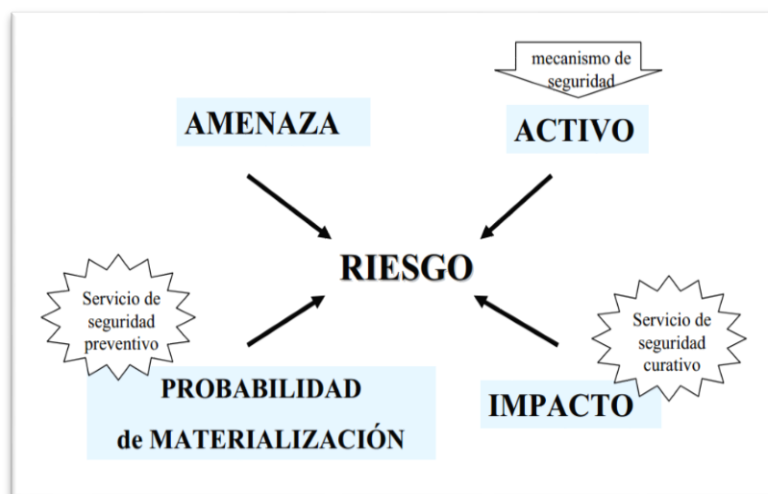 mecanismo de
seguridad
AMENAZA
ACTIVO
RIESGO
Servicio de
seguridad
preventivo
Servicio de
seguridad
curativo
PROBABILIDAD
de MATERIALIZACIÓN
IMPACTO